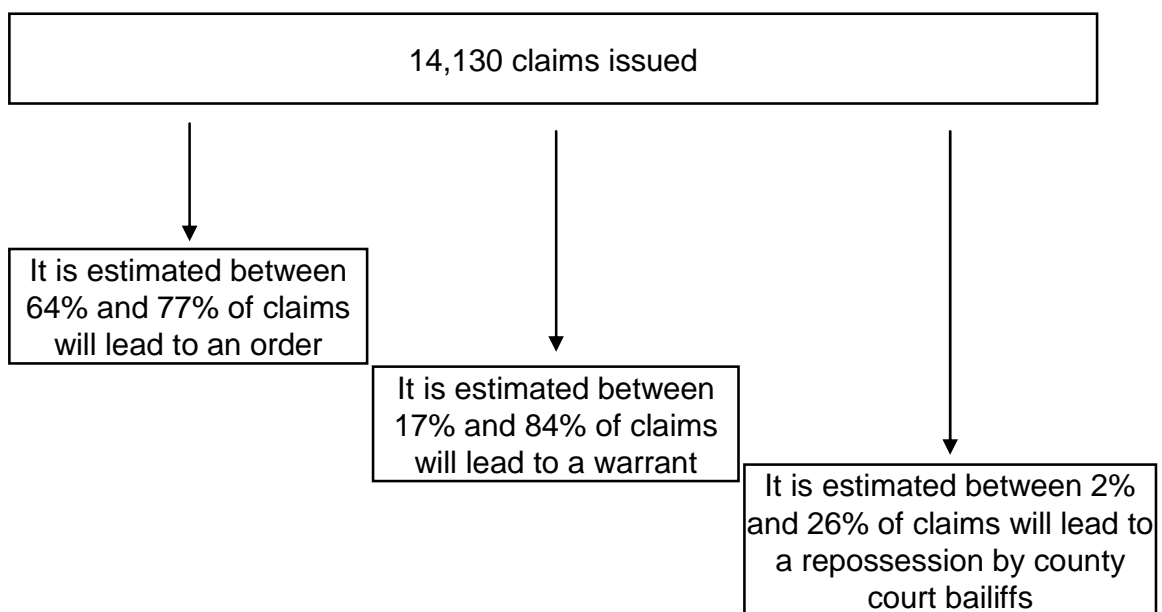 14,130 claims issued
It is estimated between
64% and 77% of claims
will lead to an order
It is estimated between
17% and 84% of claims
will lead to a warrant
It is estimated between 2%
and 26% of claims will lead to
a repossession by county
court bailiffs